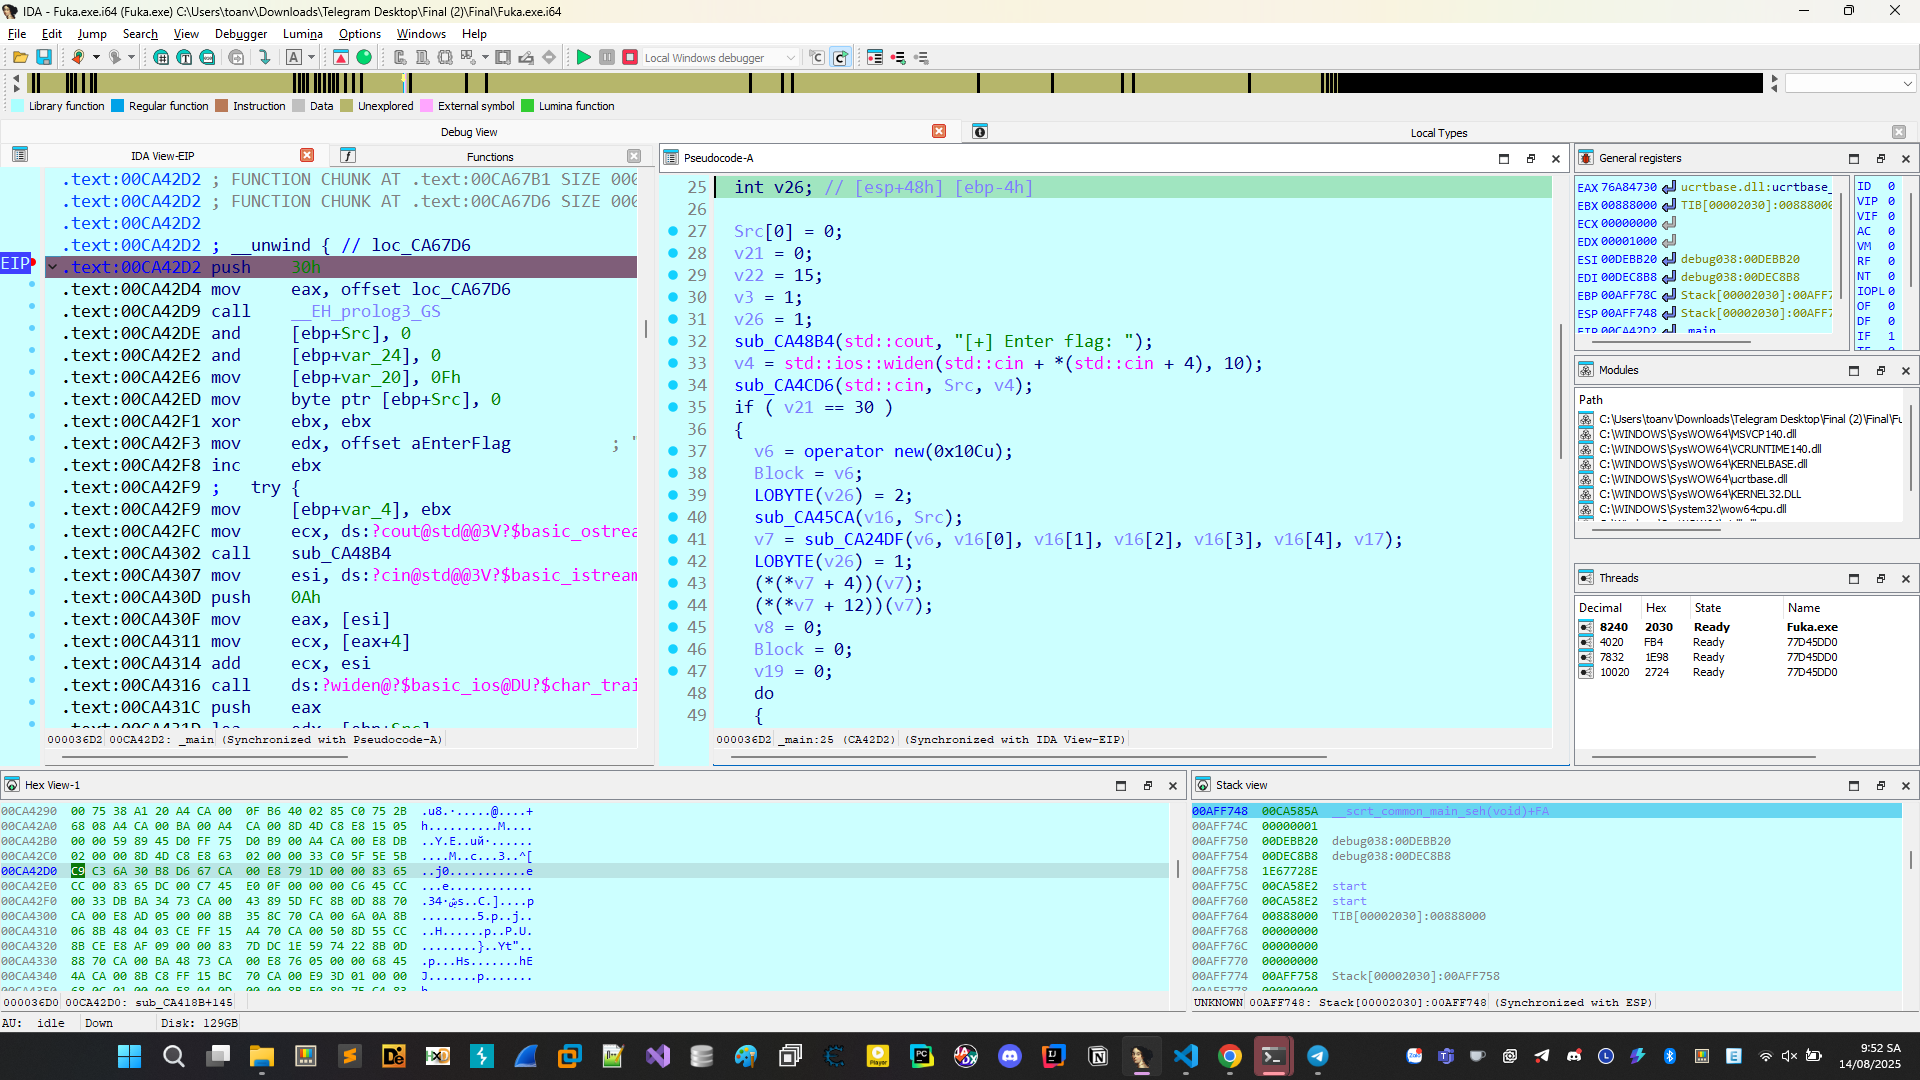 IDA - Fuka.exe.i64 (Fuka.exe) C:\Users\toanv\Downloads\Telegram Desktop\Final (2)\Final\Fuka.exe.i64
File Edit Jump Search View Debugger Lumina Options Windows Help
Local Windows debugger
Library function Regular function Instruction Data Unexplored External symbol Lumina function
Debug View
Local Types
IDA View-EIP
Functions
.text:00CA42D2 ; FUNCTION CHUNK AT .text:00CA67B1 SIZE 000
.text:00CA42D2 ; FUNCTION CHUNK AT .text:00CA67D6 SIZE 000
.text:00CA42D2
.text:00CA42D2 ; __unwind { // loc_CA67D6
EIP
.text:00CA42D2 push 30h
.text:00CA42D4 mov eax, offset loc_CA67D6
.text:00CA42D9 call __EH_prolog3_GS
.text:00CA42DE and [ebp+Src], 0
.text:00CA42E2 and [ebp+var_24], 0
.text:00CA42E6 mov [ebp+var_20], 0Fh
.text:00CA42ED mov byte ptr [ebp+Src], 0
.text:00CA42F1 xor ebx, ebx
.text:00CA42F3 mov edx, offset aEnterFlag ; "
.text:00CA42F8 inc ebx
.text:00CA42F9 ; try {
.text:00CA42F9 mov [ebp+var_4], ebx
.text:00CA42FC mov ecx, ds:?cout@std@@3V?$basic_ostrea
.text:00CA4302 call sub_CA48B4
.text:00CA4307 mov esi, ds:?cin@std@@3V?$basic_istream
.text:00CA430D push 0Ah
.text:00CA430F mov eax, [esi]
.text:00CA4311 mov ecx, [eax+4]
.text:00CA4314 add ecx, esi
.text:00CA4316 call ds:?widen@?$basic_ios@DU?$char_trai
.text:00CA431C push eax
000036D2 00CA42D2: _main (Synchronized with Pseudocode-A)
Pseudocode-A
25 int v26; // [esp+48h] [ebp-4h]
26
27 Src[0] = 0;
28 v21 = 0;
29 v22 = 15;
30 v3 = 1;
31 v26 = 1;
32 sub_CA48B4(std::cout, "[+] Enter flag: ");
33 v4 = std::ios::widen(std::cin + *(std::cin + 4), 10);
34 sub_CA4CD6(std::cin, Src, v4);
35 if ( v21 == 30 )
36 {
37 v6 = operator new(0x10Cu);
38 Block = v6;
39 LOBYTE(v26) = 2;
40 sub_CA45CA(v16, Src);
41 v7 = sub_CA24DF(v6, v16[0], v16[1], v16[2], v16[3], v16[4], v17);
42 LOBYTE(v26) = 1;
43 (*(*v7 + 4))(v7);
44 (*(*v7 + 12))(v7);
45 v8 = 0;
46 Block = 0;
47 v19 = 0;
48 do
49 {
000036D2 _main:25 (CA42D2) (Synchronized with IDA View-EIP)
General registers
EAX 76A84730 ucrtbase.dll:ucrtbase_
EBX 00888000 TIB[00002030]:00888000
ECX 00000000
EDX 00001000
ESI 00DEBB20 debug038:00DEBB20
EDI 00DEC8B8 debug038:00DEC8B8
EBP 00AFF78C Stack[00002030]:00AFF7
ESP 00AFF748 Stack[00002030]:00AFF7
EIP 00CA42D2 _main
ID 0
VIP 0
VIF 0
AC 0
VM 0
RF 0
NT 0
IOPL 0
OF 0
DF 0
IF 1
Modules
Path
C:\Users\toanv\Downloads\Telegram Desktop\Final (2)\Final\Fu
C:\WINDOWS\SysWOW64\MSVCP140.dll
C:\WINDOWS\SysWOW64\VCRUNTIME140.dll
C:\WINDOWS\SysWOW64\KERNELBASE.dll
C:\WINDOWS\SysWOW64\ucrtbase.dll
C:\WINDOWS\SysWOW64\KERNEL32.DLL
C:\WINDOWS\System32\wow64cpu.dll
Threads
Decimal Hex State Name
8240 2030 Ready Fuka.exe
4020 FB4 Ready 77D45DD0
7832 1E98 Ready 77D45DD0
10020 2724 Ready 77D45DD0
Hex View-1
00CA4290 00 75 38 A1 20 A4 CA 00 0F B6 40 02 85 C0 75 2B .u8.·.....@....+
00CA42A0 68 08 A4 CA 00 BA 00 A4 CA 00 8D 4D C8 E8 15 05 h..........M....
00CA42B0 00 00 59 89 45 D0 FF 75 D0 B9 00 A4 CA 00 E8 DB ..Y.E..uй·......
00CA42C0 02 00 00 8D 4D C8 E8 63 02 00 00 33 C0 5F 5E 5B ....M..c...3..^[
00CA42D0 C9 C3 6A 30 B8 D6 67 CA 00 E8 79 1D 00 00 83 65 ..j0...........e
00CA42E0 CC 00 83 65 DC 00 C7 45 E0 0F 00 00 00 C6 45 CC ...e............
00CA42F0 00 33 DB BA 34 73 CA 00 43 89 5D FC 8B 0D 88 70
00CA4300 CA 00 E8 AD 05 00 00 8B 35 8C 70 CA 00 6A 0A 8B ........5.p..j..
00CA4310 06 8B 48 04 03 CE FF 15 A4 70 CA 00 50 8D 55 CC ..H......p..P.U.
00CA4320 8B CE E8 AF 09 00 00 83 7D DC 1E 59 74 22 8B 0D ........}..Yt"..
00CA4330 88 70 CA 00 BA 48 73 CA 00 E8 76 05 00 00 68 45 .p...Hs.......hE
00CA4340 4A CA 00 8B C8 FF 15 BC 70 CA 00 E9 3D 01 00 00 J.......p.......
000036D0 00CA42D0: sub_CA418B+145
Stack view
00AFF748 00CA585A __scrt_common_main_seh(void)+FA
00AFF74C 00000001
00AFF750 00DEBB20 debug038:00DEBB20
00AFF754 00DEC8B8 debug038:00DEC8B8
00AFF758 1E67728E
00AFF75C 00CA58E2 start
00AFF760 00CA58E2 start
00AFF764 00888000 TIB[00002030]:00888000
00AFF768 00000000
00AFF76C 00000000
00AFF770 00000000
00AFF774 00AFF758 Stack[00002030]:00AFF758
UNKNOWN 00AFF748: Stack[00002030]:00AFF748 (Synchronized with ESP)
AU: idle Down Disk: 129GB
9:52 SA
14/08/2025